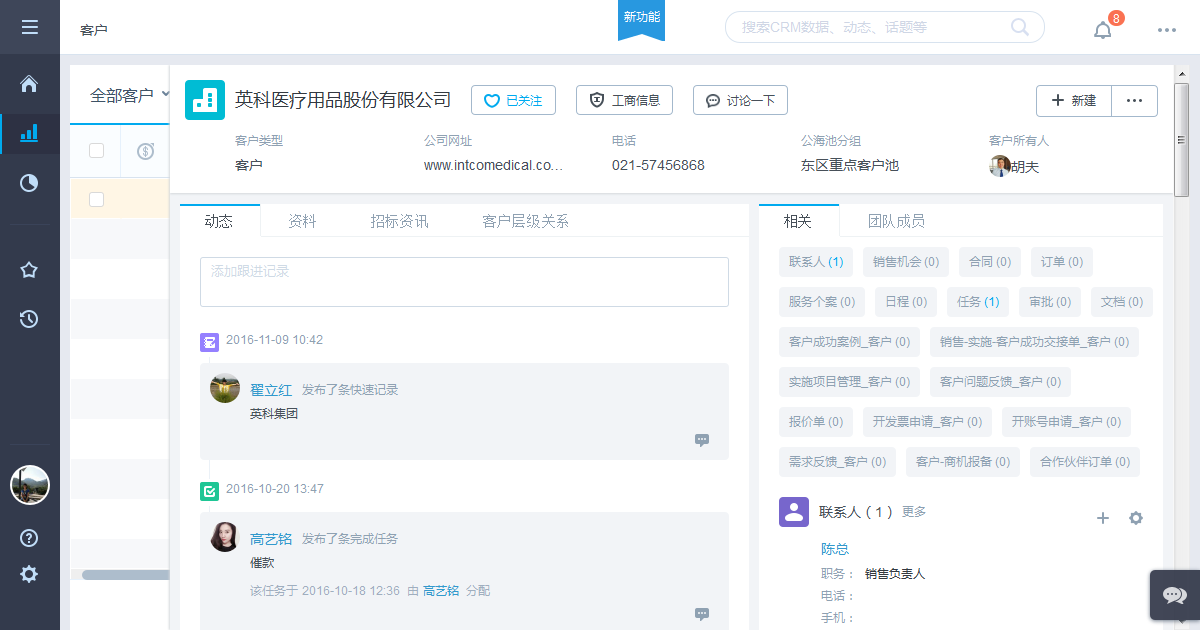 客户
新功能
搜索CRM数据、动态、话题等
8
全部客户
英科医疗用品股份有限公司
已关注
工商信息
讨论一下
新建
客户类型
公司网址
电话
公海池分组
客户所有人
客户
www.intcomedical.co...
021-57456868
东区重点客户池
胡夫
动态
资料
招标资讯
客户层级关系
相关
团队成员
添加跟进记录
联系人 (1)
销售机会 (0)
合同 (0)
订单 (0)
服务个案 (0)
日程 (0)
任务 (1)
审批 (0)
文档 (0)
客户成功案例_客户 (0)
销售-实施-客户成功交接单_客户 (0)
实施项目管理_客户 (0)
客户问题反馈_客户 (0)
报价单 (0)
开发票申请_客户 (0)
开账号申请_客户 (0)
需求反馈_客户 (0)
客户-商机报备 (0)
合作伙伴订单 (0)
2016-11-09 10:42
翟立红 发布了条快速记录
英科集团
2016-10-20 13:47
高艺铭 发布了条完成任务
催款
该任务于 2016-10-18 12:36 由 高艺铭 分配
联系人（ 1 ） 更多
陈总
职务： 销售负责人
电话：
手机：